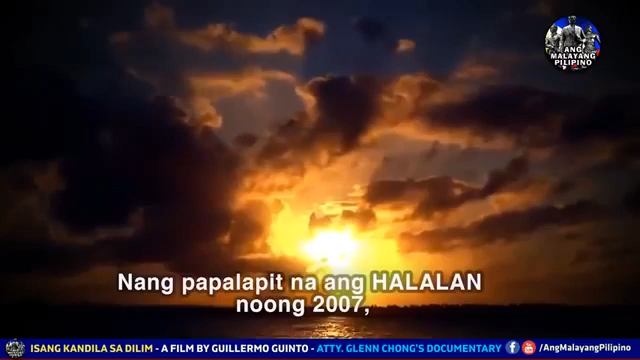 ANG
MALAYANG
PILIPINO
Nang papalapit na ang HALALAN
noong 2007,
ISANG KANDILA SA DILIM - A FILM BY GUILLERMO GUINTO - ATTY. GLENN CHONG'S DOCUMENTARY /AngMalayangPilipino